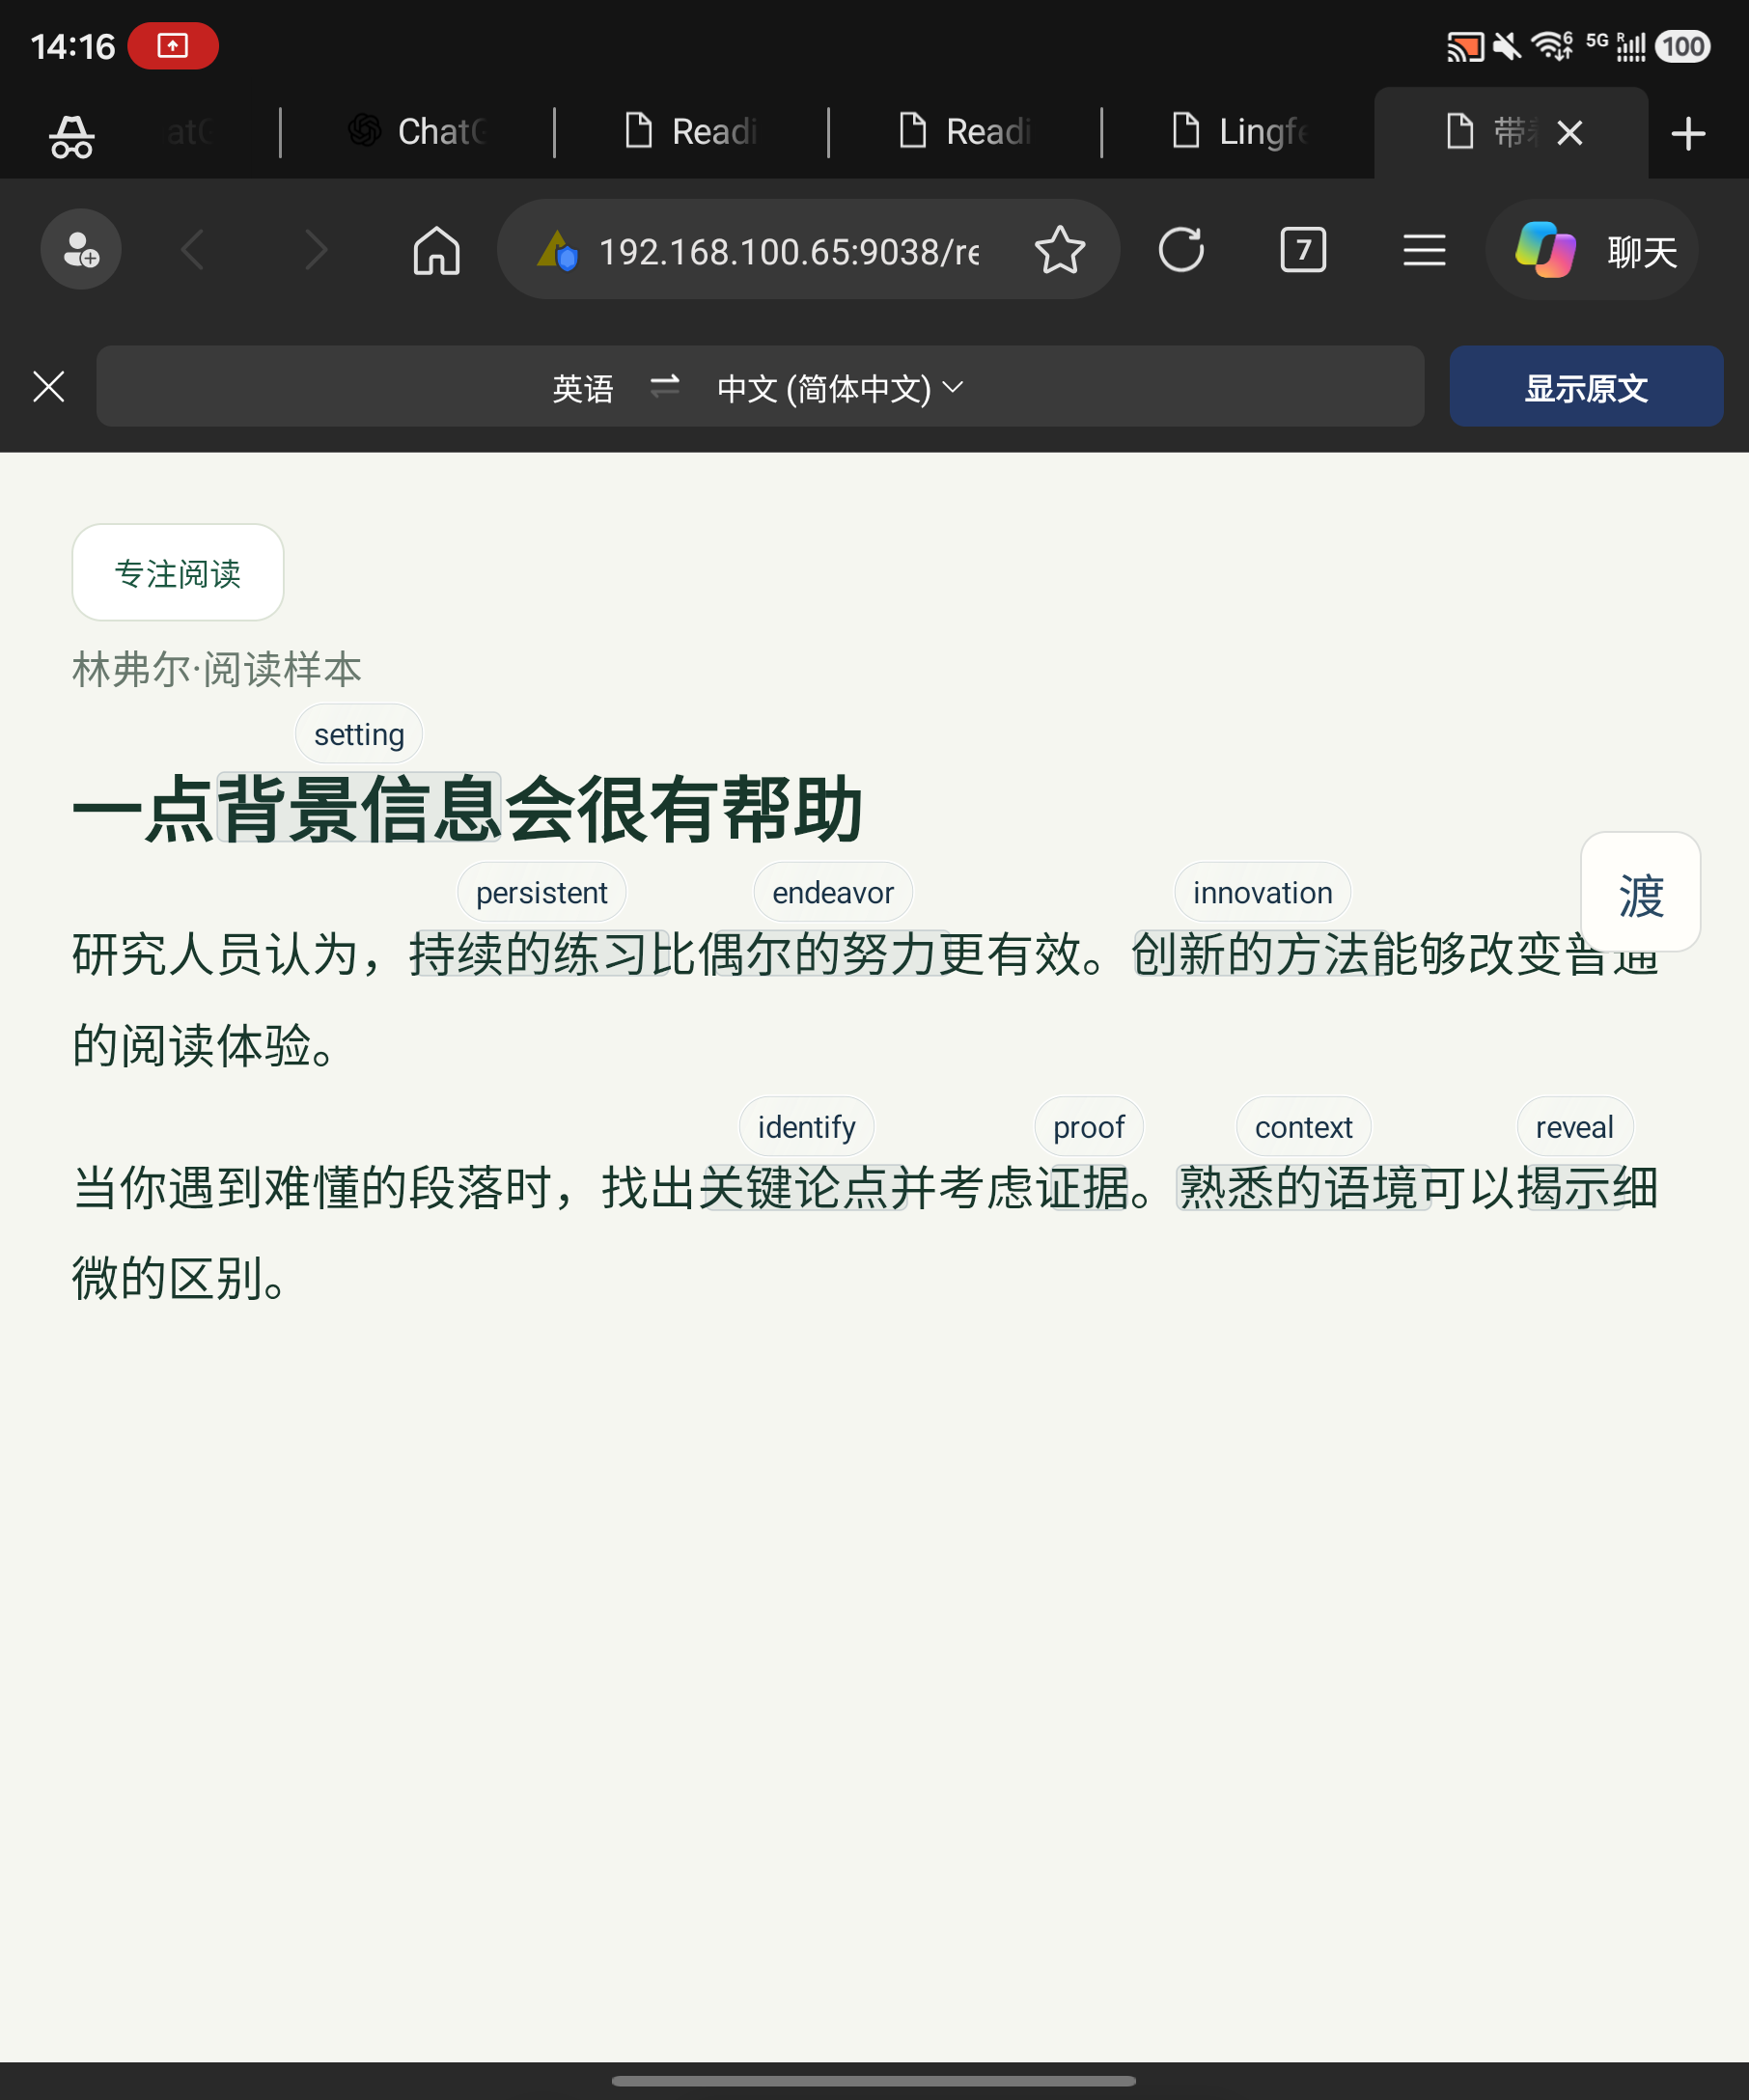 14:16
5G R 100
ChatG
Readi
Readi
Lingfe
192.168.100.65:9038/re
7
聊天
英语 中文 (简体中文)
显示原文
专注阅读
林弗尔·阅读样本
setting
一点背景信息会很有帮助
渡
persistent endeavor innovation
研究人员认为，持续的练习比偶尔的努力更有效。创新的方法能够改变普通
的阅读体验。
identify proof context reveal
当你遇到难懂的段落时，找出关键论点并考虑证据。熟悉的语境可以揭示细
微的区别。